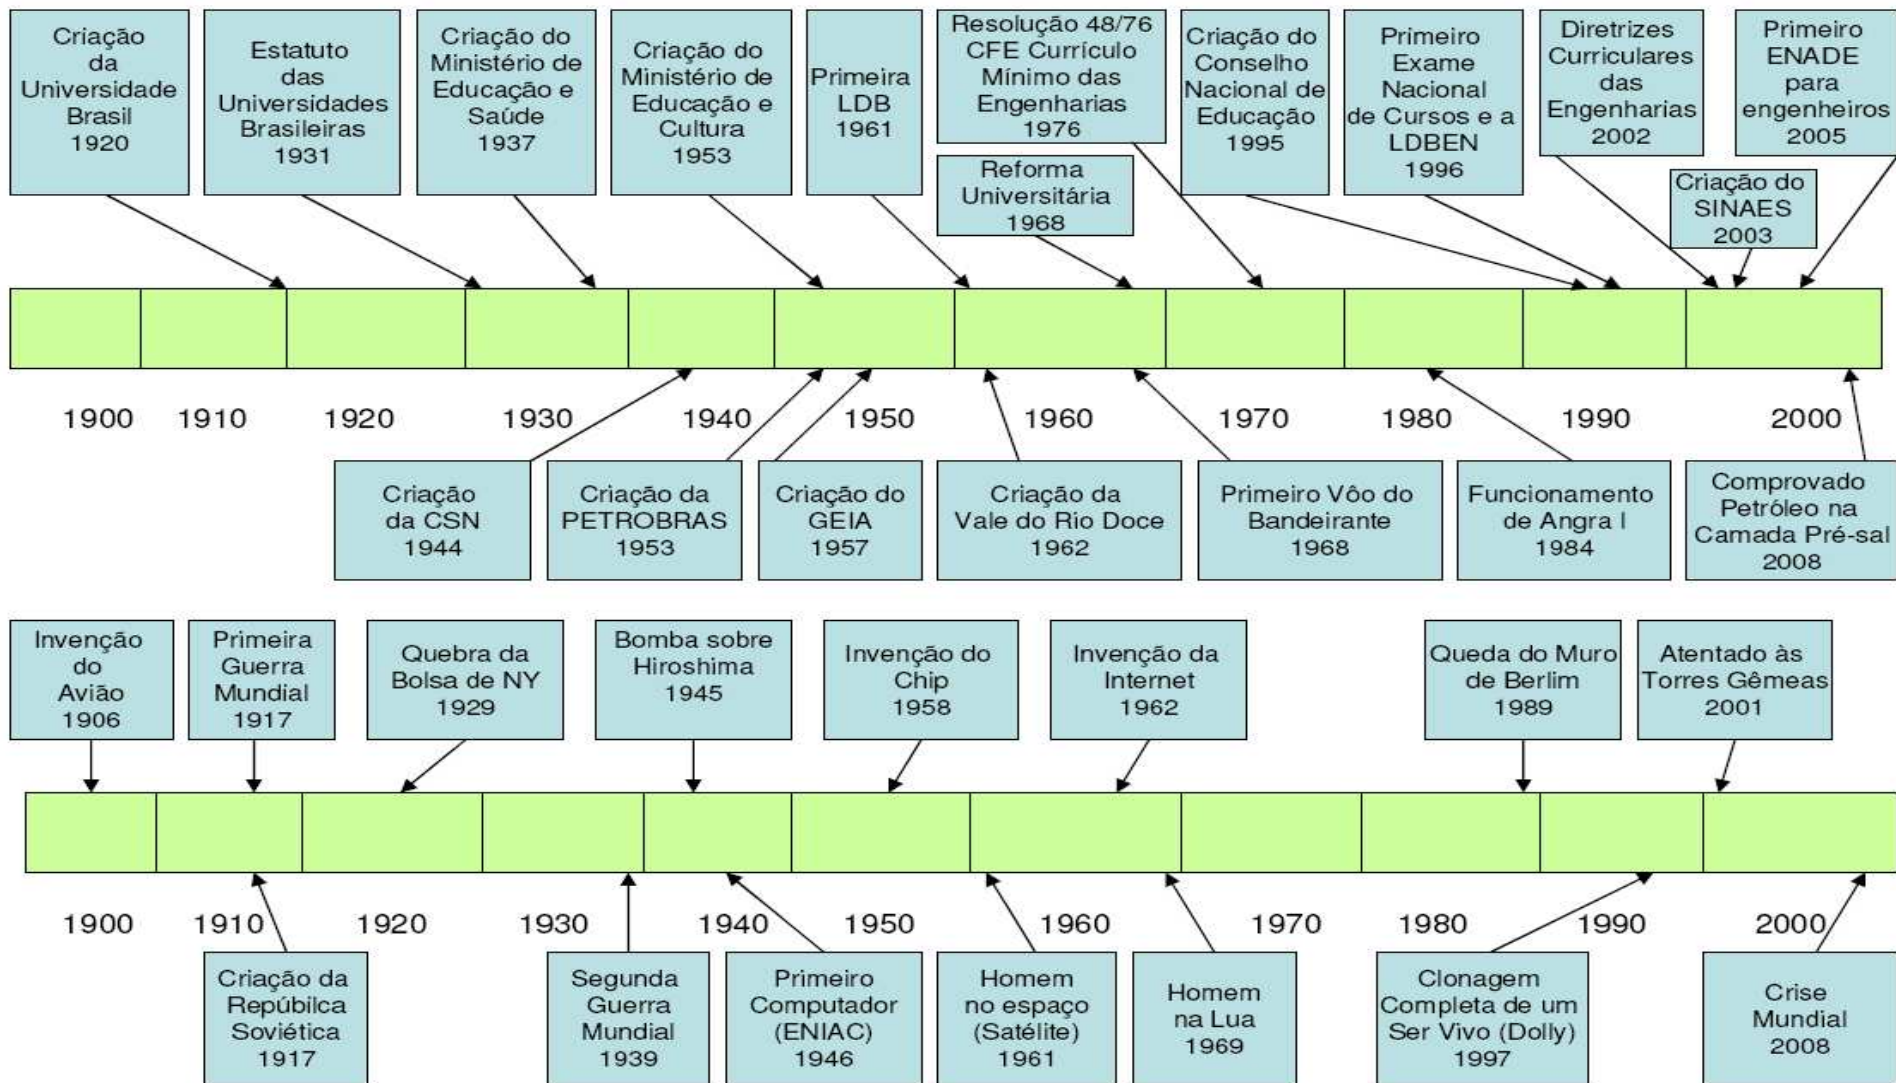 Criação
da
Universidade
Brasil
1920
Estatuto
das
Universidades
Brasileiras
1931
Criação do
Ministério de
Educação e
Saúde
1937
Criação do
Ministério de
Educação e
Cultura
1953
Primeira
LDB
1961
Resolução 48/76
CFE Currículo
Mínimo das
Engenharias
1976
Reforma
Universitária
1968
Criação do
Conselho
Nacional de
Educação
1995
Primeiro
Exame
Nacional
de Cursos e a
LDBEN
1996
Diretrizes
Curriculares
das
Engenharias
2002
Criação do
SINAES
2003
Primeiro
ENADE
para
engenheiros
2005
1900 1910 1920 1930 1940 1950 1960 1970 1980 1990 2000
Criação
da CSN
1944
Criação da
PETROBRAS
1953
Criação do
GEIA
1957
Criação da
Vale do Rio Doce
1962
Primeiro Vôo do
Bandeirante
1968
Funcionamento
de Angra I
1984
Comprovado
Petróleo na
Camada Pré-sal
2008
Invenção
do
Avião
1906
Primeira
Guerra
Mundial
1917
Quebra da
Bolsa de NY
1929
Bomba sobre
Hiroshima
1945
Invenção do
Chip
1958
Invenção da
Internet
1962
Queda do Muro
de Berlim
1989
Atentado às
Torres Gêmeas
2001
1900 1910 1920 1930 1940 1950 1960 1970 1980 1990 2000
Criação da
Repúbilca
Soviética
1917
Segunda
Guerra
Mundial
1939
Primeiro
Computador
(ENIAC)
1946
Homem
no espaço
(Satélite)
1961
Homem
na Lua
1969
Clonagem
Completa de um
Ser Vivo (Dolly)
1997
Crise
Mundial
2008